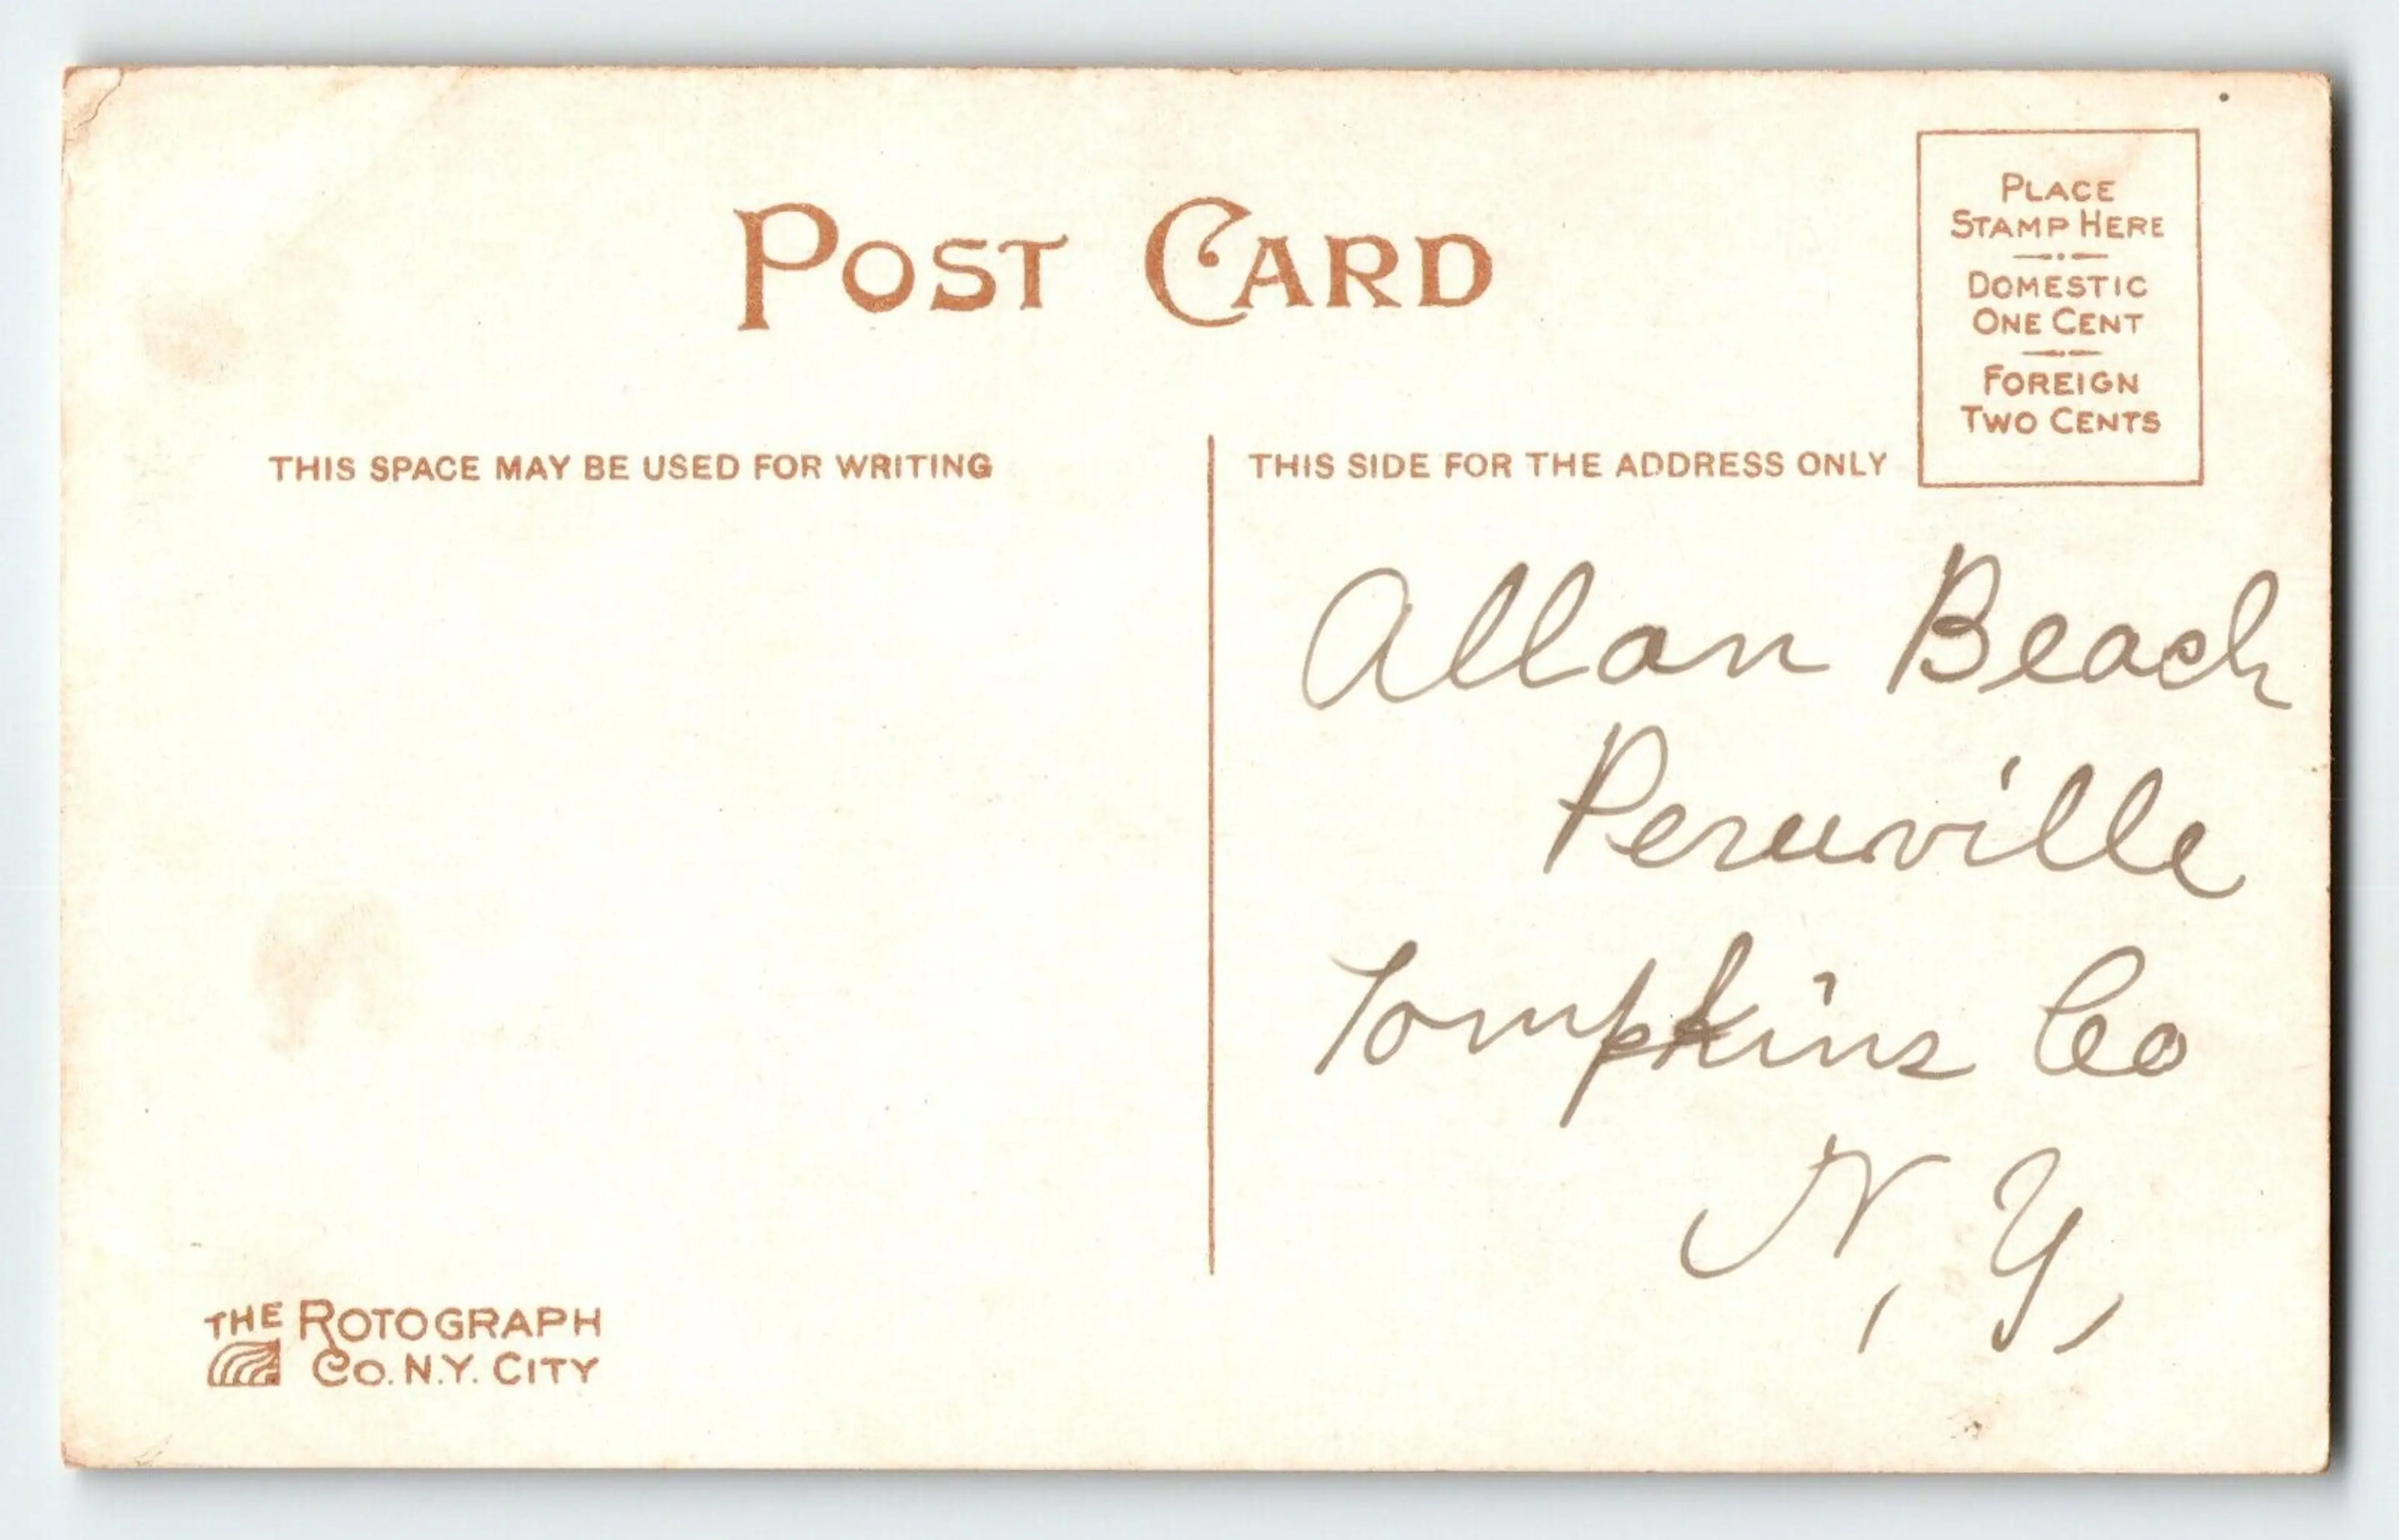 POST CARD
PLACE
STAMP HERE
DOMESTIC
ONE CENT
FOREIGN
TWO CENTS
THIS SPACE MAY BE USED FOR WRITING
THIS SIDE FOR THE ADDRESS ONLY
Allan Beach
Peruville
Tompkins Co
N, Y,
THE ROTOGRAPH
CO. N.Y. CITY